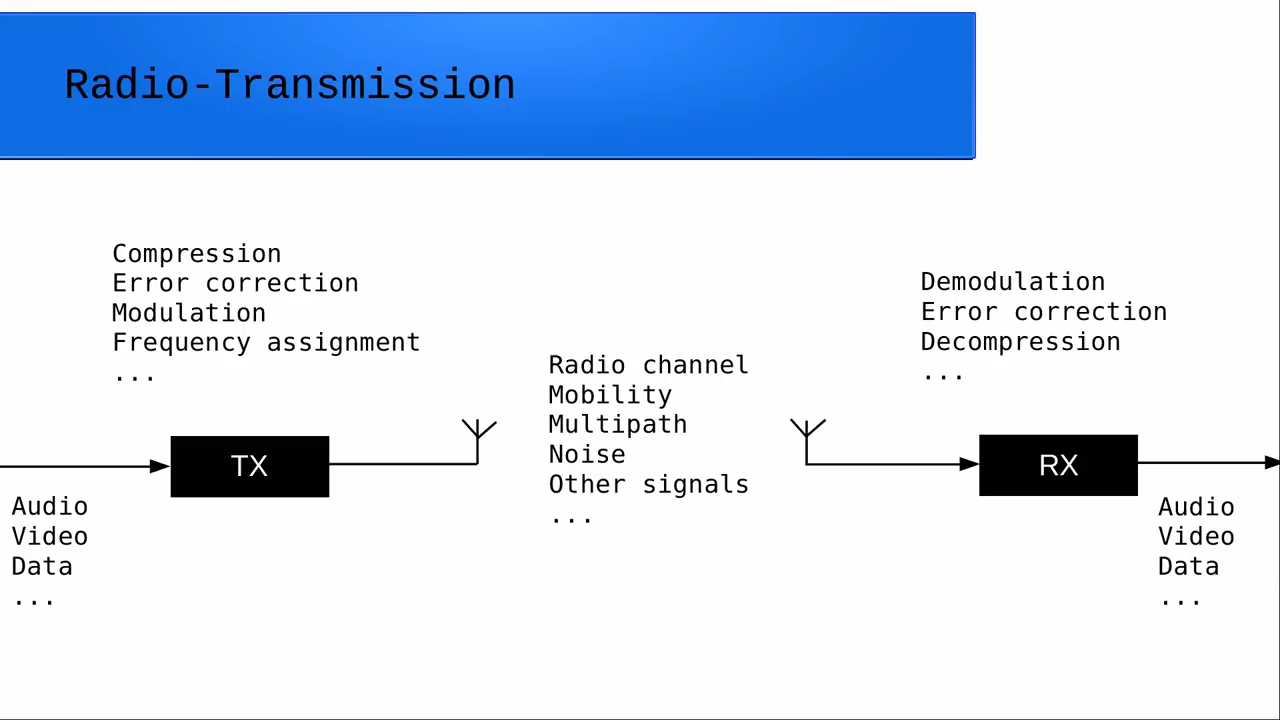 Radio-Transmission
Compression
Error correction
Modulation
Frequency assignment
...
TX
Audio
Video
Data
...
Radio channel
Mobility
Multipath
Noise
Other signals
...
Demodulation
Error correction
Decompression
...
RX
Audio
Video
Data
...